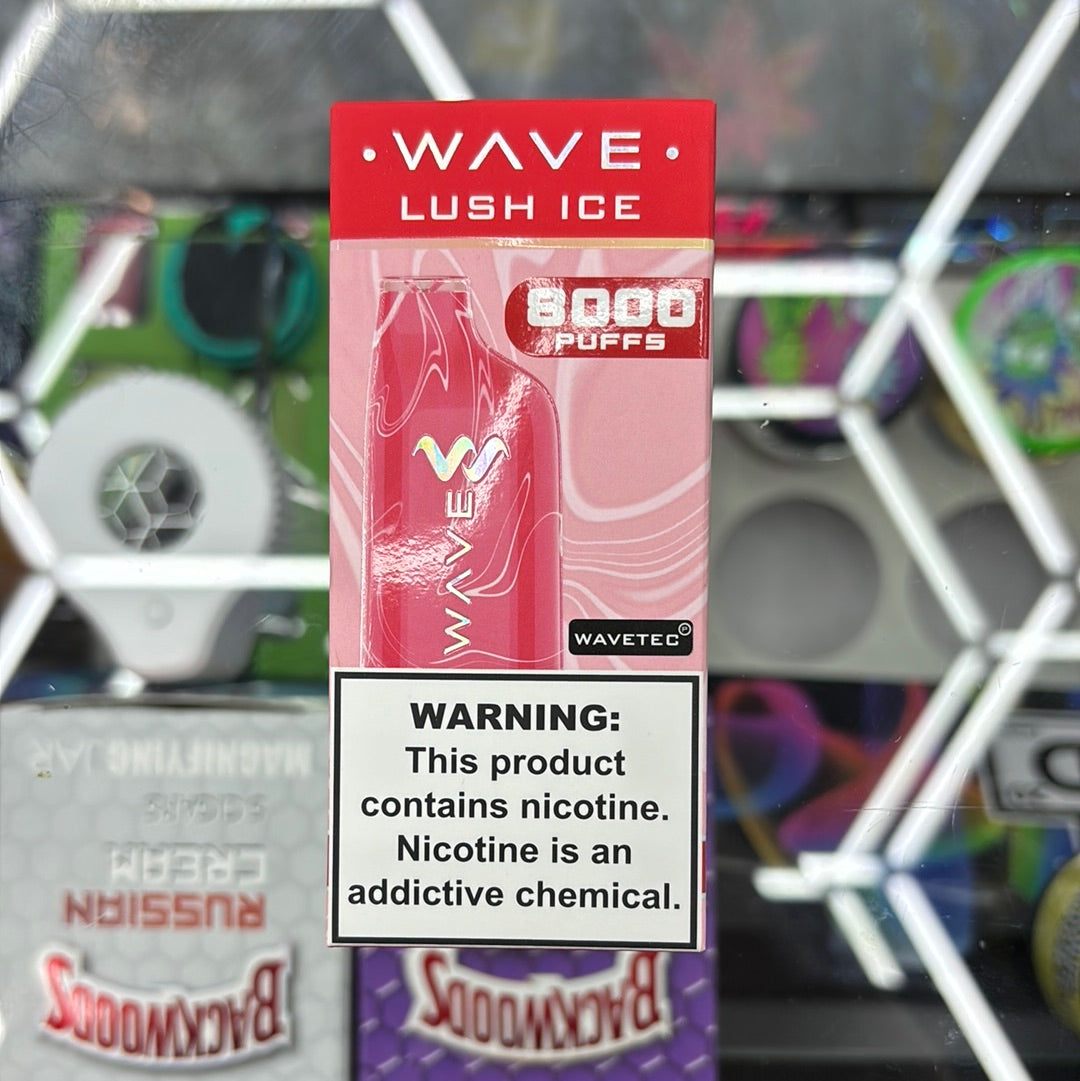 · WAVE ·
LUSH ICE
8000
PUFFS
WAVE
WAVETEC
WARNING:
This product
contains nicotine.
Nicotine is an
addictive chemical.
MAGNIFYING JAR
CREAM
RUSSIAN
BACKWOODS
BACKWOODS